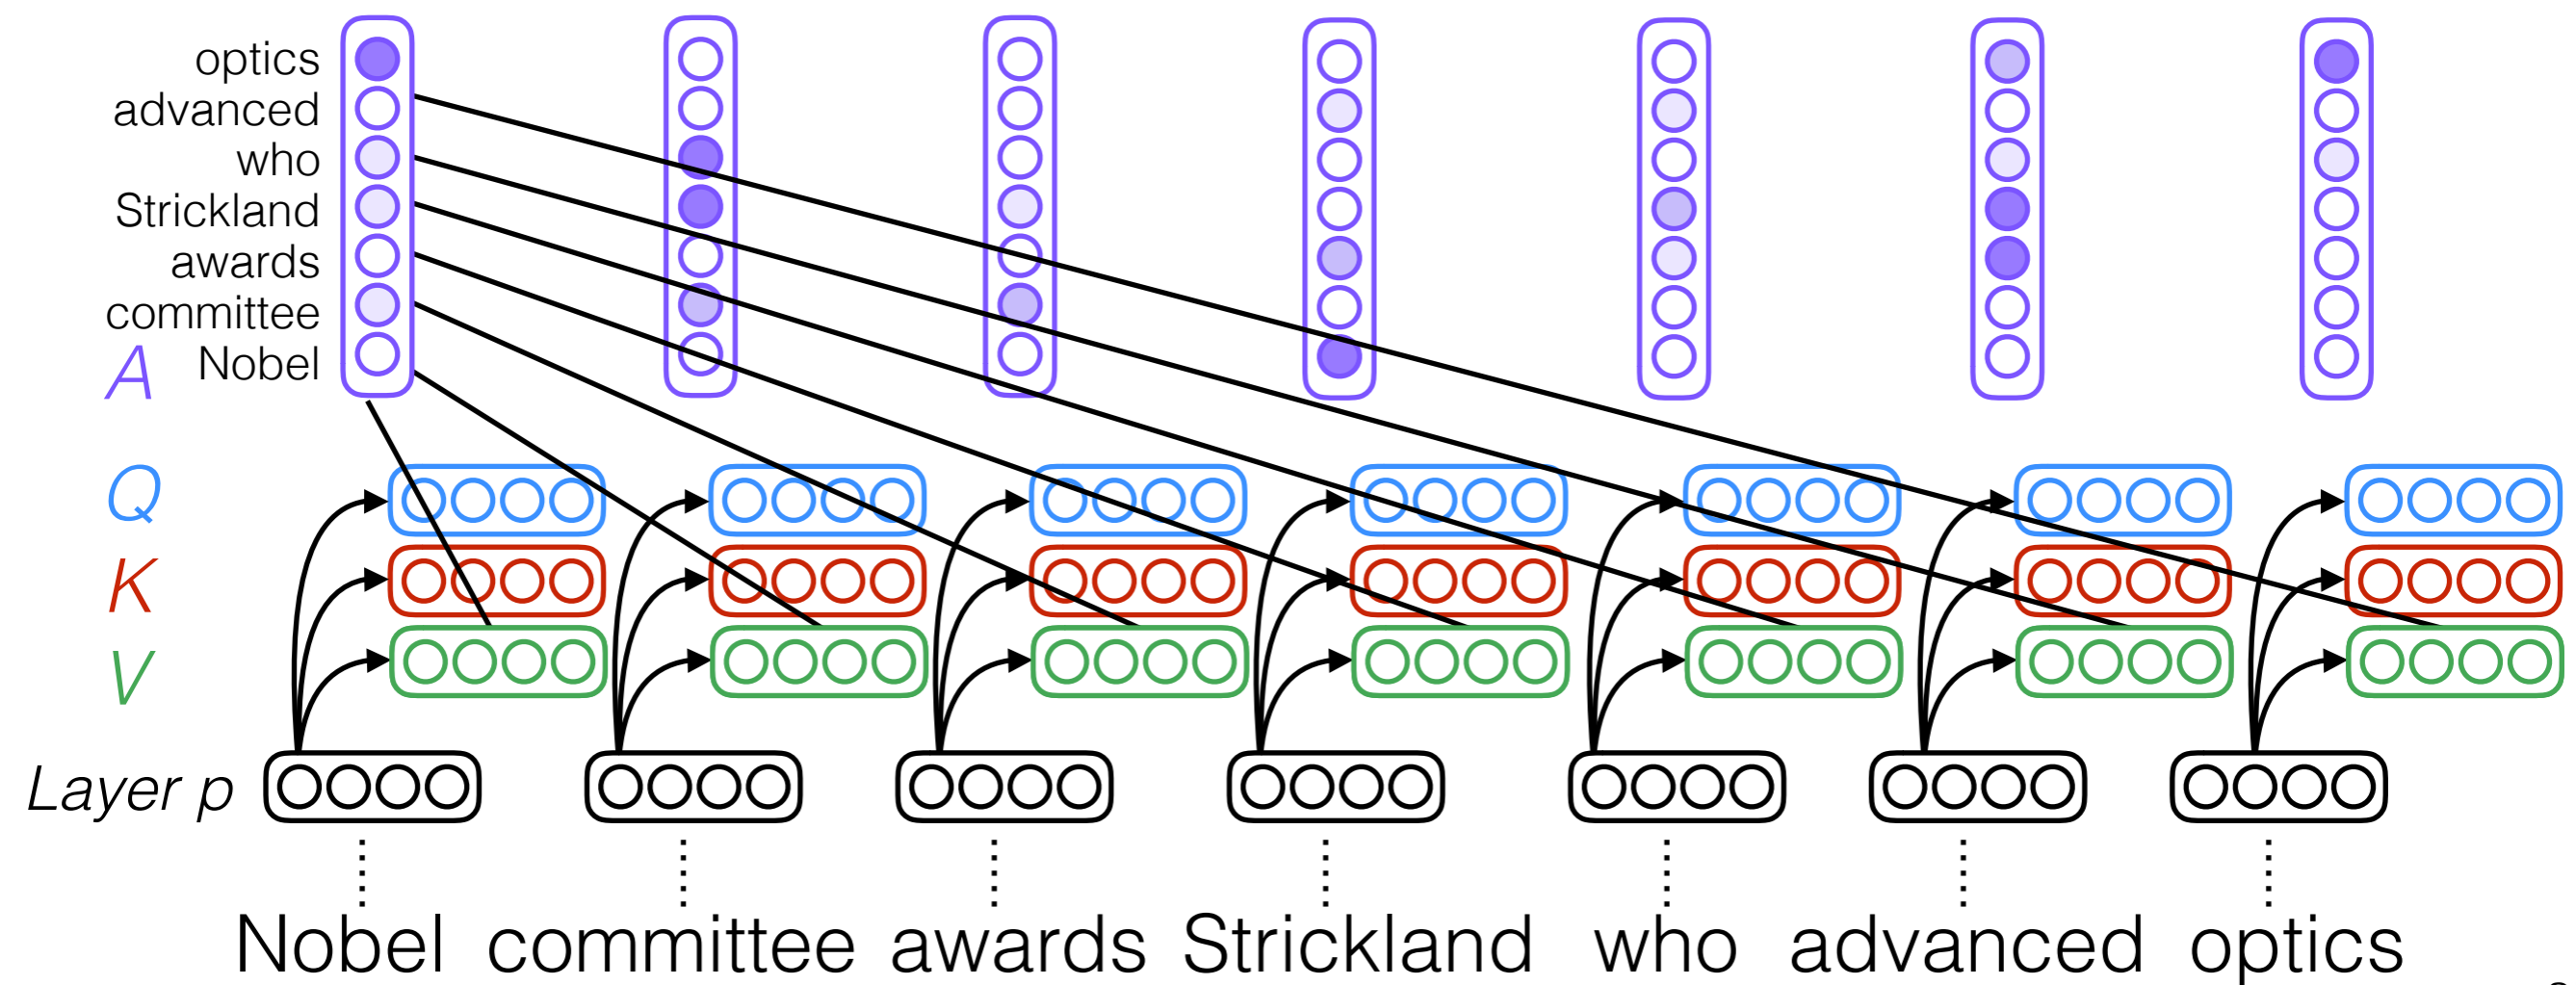 optics
advanced
who
Strickland
awards
committee
A Nobel
Q
K
V
Layer p
Nobel committee awards Strickland who advanced optics